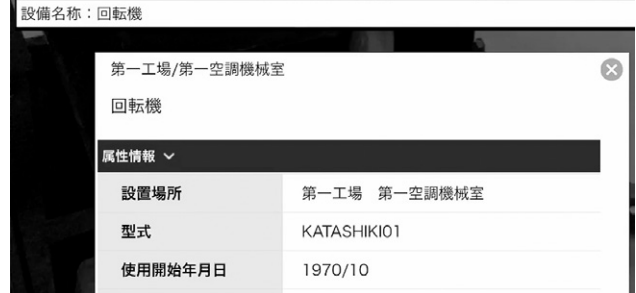 設備名称：回転機
第一工場/第一空調機械室
回転機
属性情報
設置場所 第一工場　第一空調機械室
型式 KATASHIKI01
使用開始年月日 1970/10